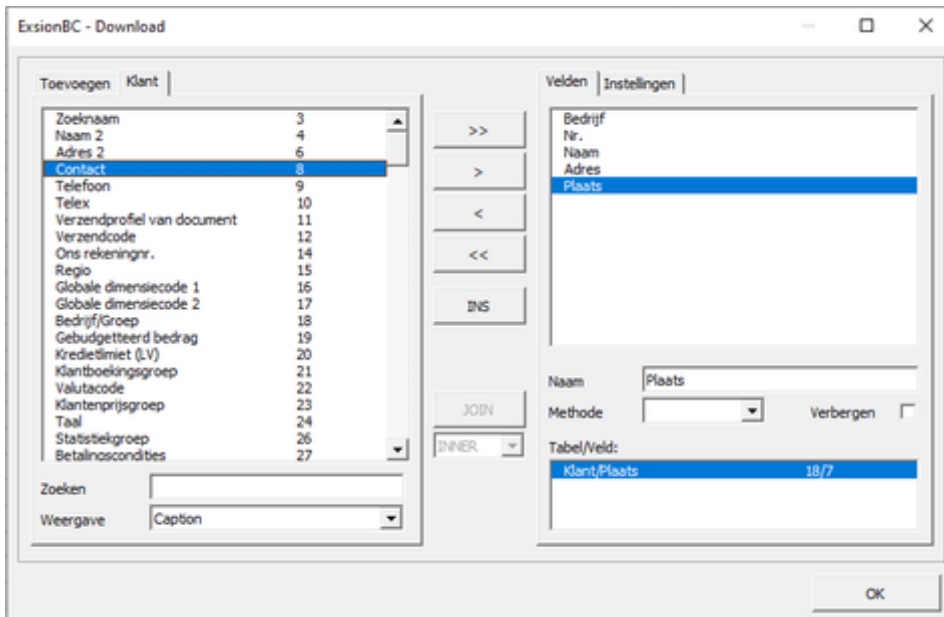 ExsionBC - Download
Toevoegen Klant
Zoeknaam 3
Naam 2 4
Adres 2 6
Contact 8
Telefoon 9
Telex 10
Verzendprofiel van document 11
Verzendcode 12
Ons rekeningnr. 14
Regio 15
Globale dimensiecode 1 16
Globale dimensiecode 2 17
Bedrijf/Groep 18
Gebudgetteerd bedrag 19
Kredietlimiet (LV) 20
Klantboekingsgroep 21
Valutacode 22
Klantenprijsgroep 23
Taal 24
Statistiekgroep 26
Betalingscondities 27
Zoeken
Weergave Caption
>>
>
<
<<
INS
JOIN
INNER
Velden Instellingen
Bedrijf
Nr.
Naam
Adres
Plaats
Naam Plaats
Methode Verbergen
Tabel/Veld:
Klant/Plaats 18/7
OK